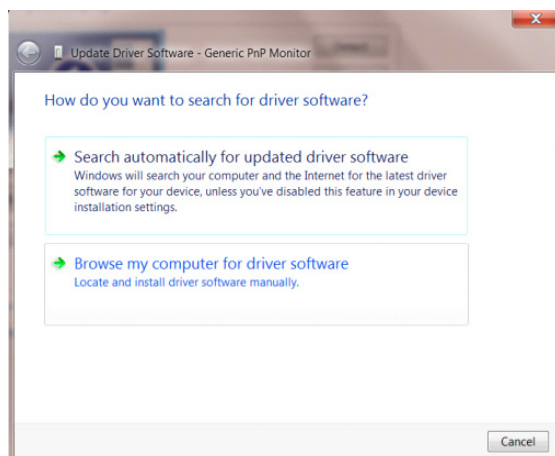 Update Driver Software - Generic PnP Monitor
How do you want to search for driver software?
Search automatically for updated driver software
Windows will search your computer and the Internet for the latest driver
software for your device, unless you've disabled this feature in your device
installation settings.
Browse my computer for driver software
Locate and install driver software manually.
Cancel